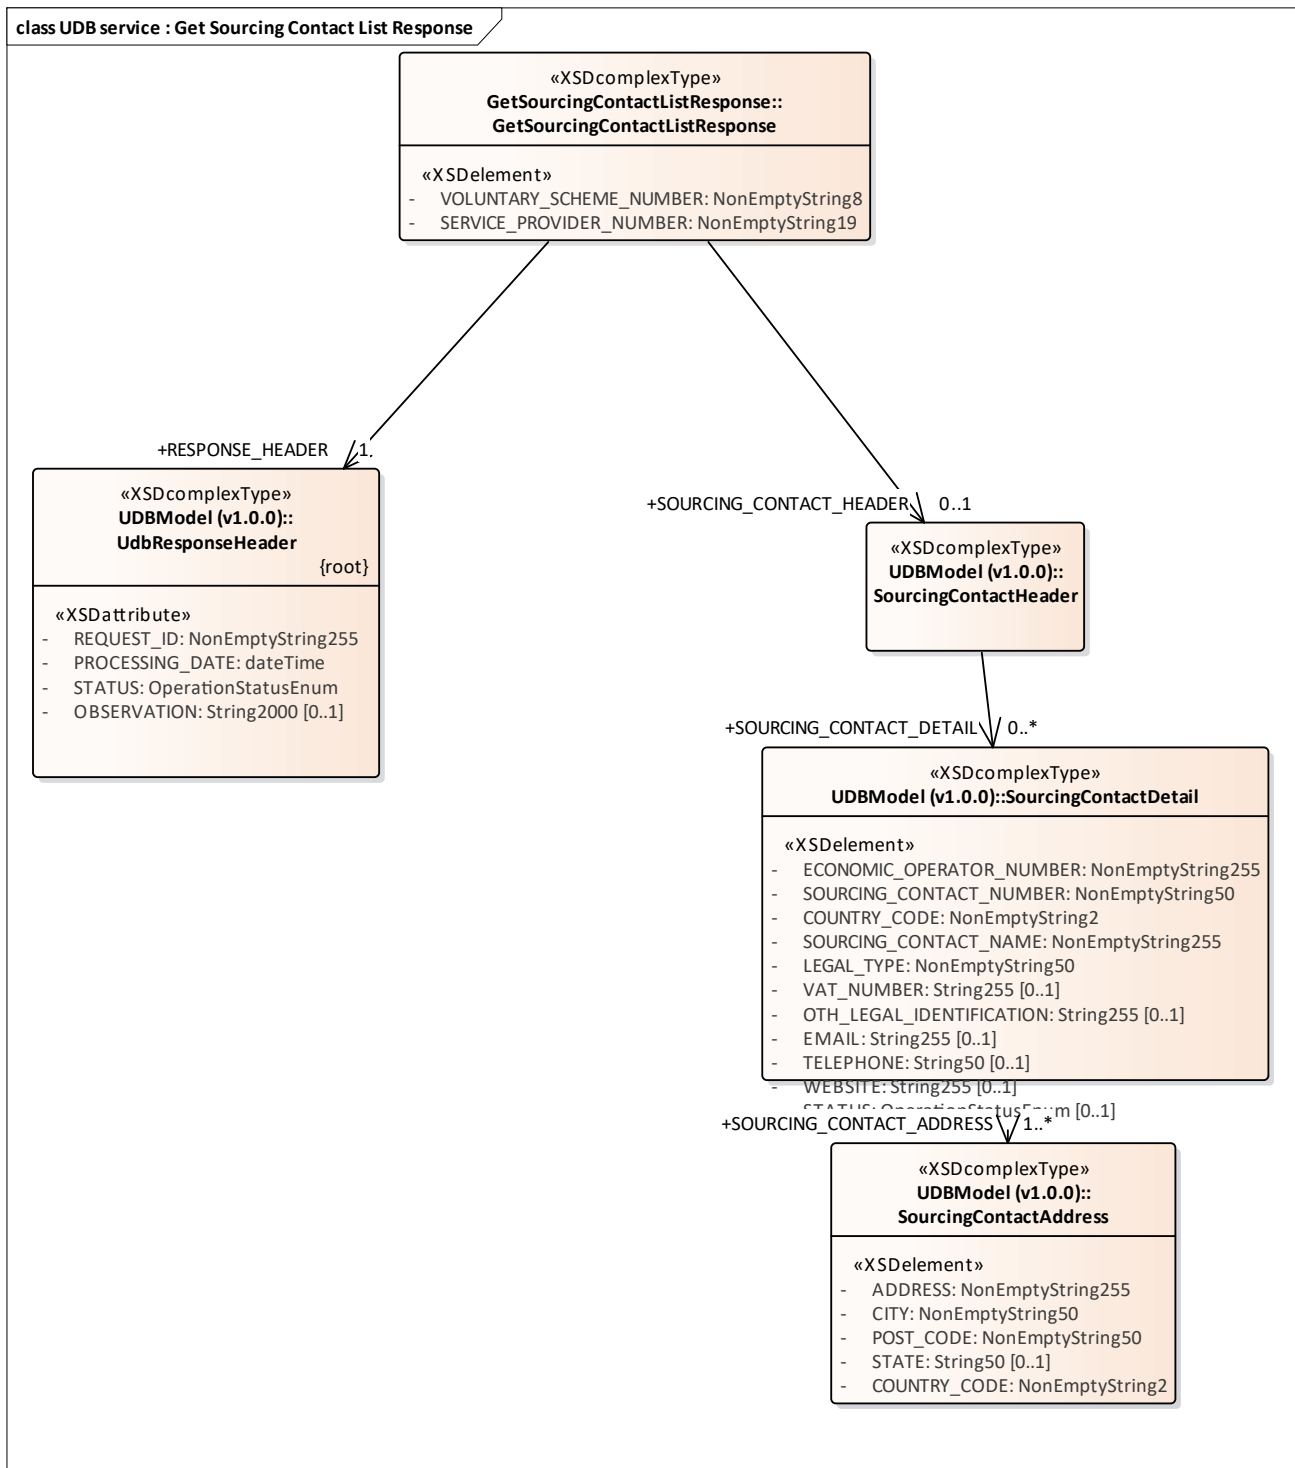 class UDB service : Get Sourcing Contact List Response
«XSDcomplexType»
GetSourcingContactListResponse::
GetSourcingContactListResponse
«XSDelement»
- VOLUNTARY_SCHEME_NUMBER: NonEmptyString8
- SERVICE_PROVIDER_NUMBER: NonEmptyString19
+RESPONSE_HEADER 1.
«XSDcomplexType»
UDBModel (v1.0.0)::
UdbResponseHeader
{root}
«XSDattribute»
- REQUEST_ID: NonEmptyString255
- PROCESSING_DATE: dateTime
- STATUS: OperationStatusEnum
- OBSERVATION: String2000 [0..1]
+SOURCING_CONTACT_HEADER 0..1
«XSDcomplexType»
UDBModel (v1.0.0)::
SourcingContactHeader
+SOURCING_CONTACT_DETAIL 0..*
«XSDcomplexType»
UDBModel (v1.0.0)::SourcingContactDetail
«XSDelement»
- ECONOMIC_OPERATOR_NUMBER: NonEmptyString255
- SOURCING_CONTACT_NUMBER: NonEmptyString50
- COUNTRY_CODE: NonEmptyString2
- SOURCING_CONTACT_NAME: NonEmptyString255
- LEGAL_TYPE: NonEmptyString50
- VAT_NUMBER: String255 [0..1]
- OTH_LEGAL_IDENTIFICATION: String255 [0..1]
- EMAIL: String255 [0..1]
- TELEPHONE: String50 [0..1]
- WEBSITE: String255 [0..1]
STATUS: OperationStatusEnum [0..1]
+SOURCING_CONTACT_ADDRESS 1..*
«XSDcomplexType»
UDBModel (v1.0.0)::
SourcingContactAddress
«XSDelement»
- ADDRESS: NonEmptyString255
- CITY: NonEmptyString50
- POST_CODE: NonEmptyString50
- STATE: String50 [0..1]
- COUNTRY_CODE: NonEmptyString2